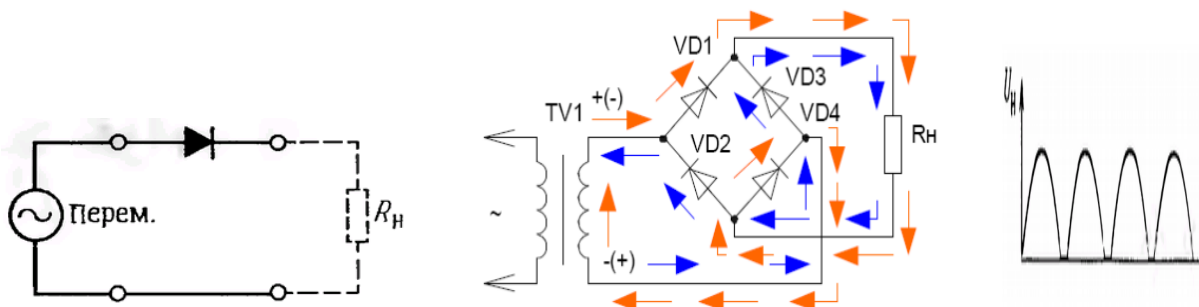 Перем.
Rн
TV1
+(-)
-(+)
~
VD1
VD2
VD3
VD4
Rн
Uн